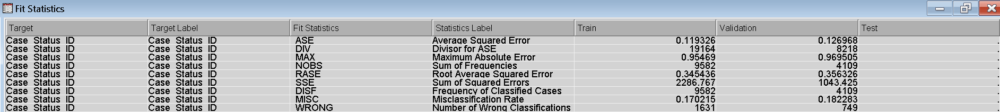 Fit Statistics
Target Target Label Fit Statistics Statistics Label Train Validation Test
Case Status ID Case Status ID ASE Average Squared Error 0.119326 0.126968 .
Case Status ID Case Status ID DIV Divisor for ASE 19164 8218 .
Case Status ID Case Status ID MAX Maximum Absolute Error 0.95469 0.969505 .
Case Status ID Case Status ID NOBS Sum of Frequencies 9582 4109 .
Case Status ID Case Status ID RASE Root Average Squared Error 0.345436 0.356326 .
Case Status ID Case Status ID SSE Sum of Squared Errors 2286.767 1043.425 .
Case Status ID Case Status ID DISF Frequency of Classified Cases 9582 4109 .
Case Status ID Case Status ID MISC Misclassification Rate 0.170215 0.182283 .
Case Status ID Case Status ID WRONG Number of Wrong Classifications 1631 749 .